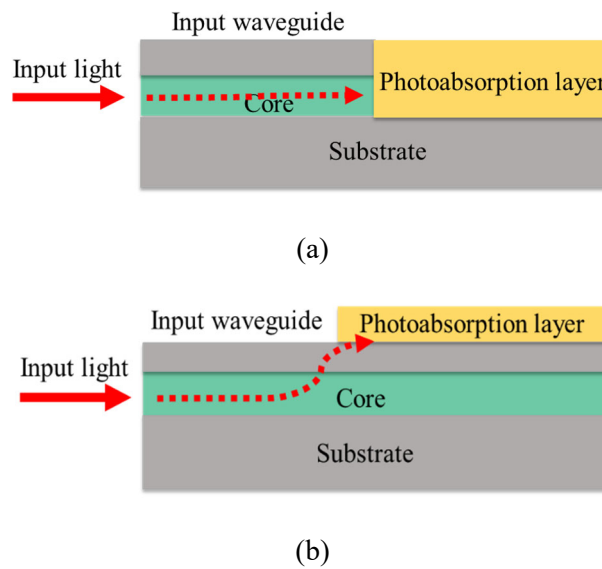 Input waveguide
Input light
Photoabsorption layer
Core
Substrate
(a)
Input waveguide
Photoabsorption layer
Input light
Core
Substrate
(b)